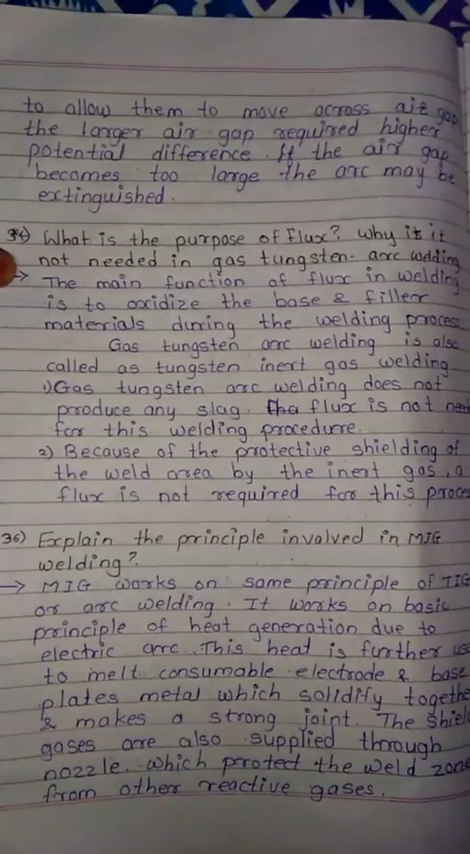 to allow them to move across air gap
the larger air gap required higher
potential difference. If the air gap
becomes too large the arc may be
extinguished.
34) What is the purpose of flux? Why it it
not needed in gas tungsten- arc welding
→ The main function of flux in welding
is to oxidize the base & filler
materials during the welding process
Gas tungsten arc welding is also
called as tungsten inert gas welding
1) Gas tungsten arc welding does not
produce any slag. Tha flux is not need
for this welding procedure.
2) Because of the protective shielding of
the weld area by the inert gas, a
flux is not required for this proce
36) Explain the principle involved in MIG
welding?
→ MIG works on same principle of TIG
or arc welding. It works on basic
principle of heat generation due to
electric arc. This heat is further use
to melt consumable electrode & base
plates metal which solidify togethe
& makes a strong joint. The shiel
gases are also supplied through
nozzle. which protect the weld zone
from other reactive gases.